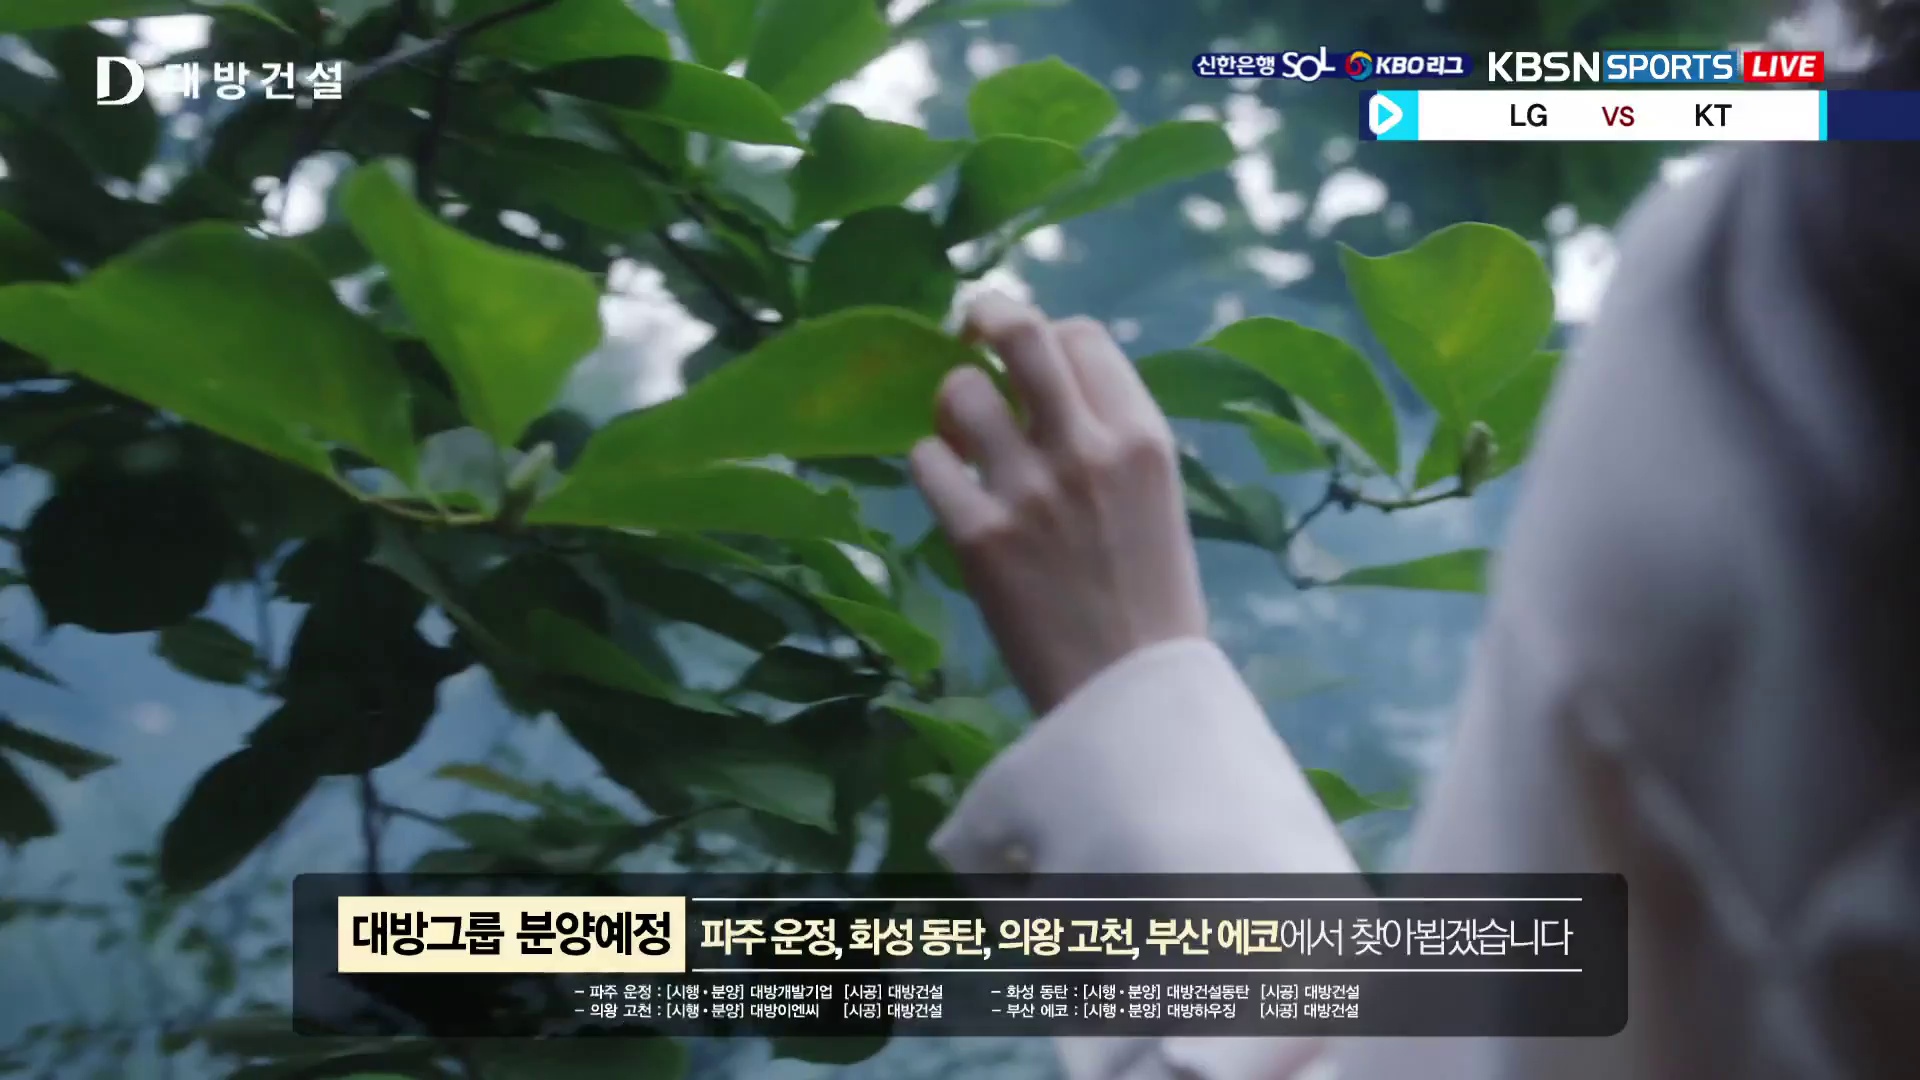 대방건설
신한은행 SOL KBO리그 KBSN SPORTS LIVE
LG VS KT
대방그룹 분양예정 파주 운정, 화성 동탄, 의왕 고천, 부산 에코에서 찾아뵙겠습니다
- 파주 운정 : [시행·분양] 대방개발기업 [시공] 대방건설 - 화성 동탄 : [시행·분양] 대방건설동탄 [시공] 대방건설
- 의왕 고천 : [시행·분양] 대방이엔씨 [시공] 대방건설 - 부산 에코 : [시행·분양] 대방하우징 [시공] 대방건설